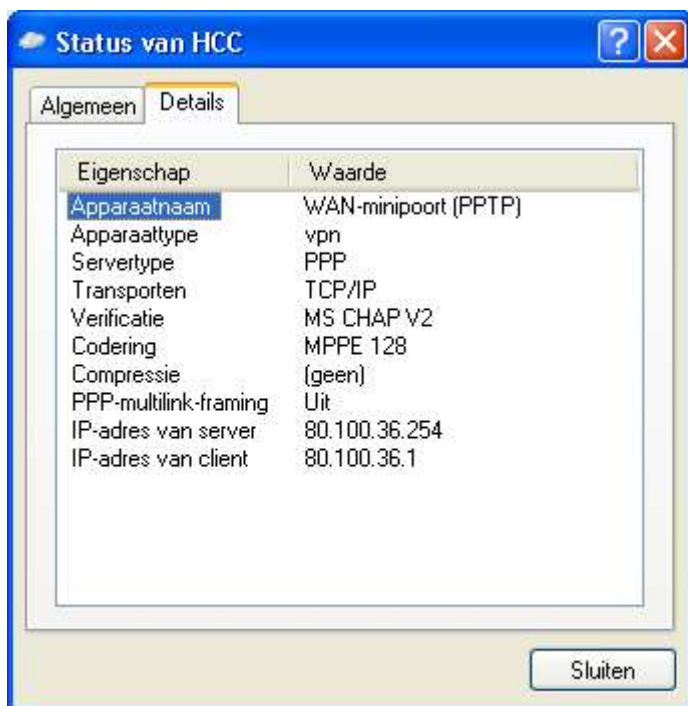 Status van HCC
Algemeen Details
Eigenschap Waarde
Apparaatnaam WAN-minipoort (PPTP)
Apparaattype vpn
Servertype PPP
Transporten TCP/IP
Verificatie MS CHAP V2
Codering MPPE 128
Compressie (geen)
PPP-multilink-framing Uit
IP-adres van server 80.100.36.254
IP-adres van client 80.100.36.1
Sluiten